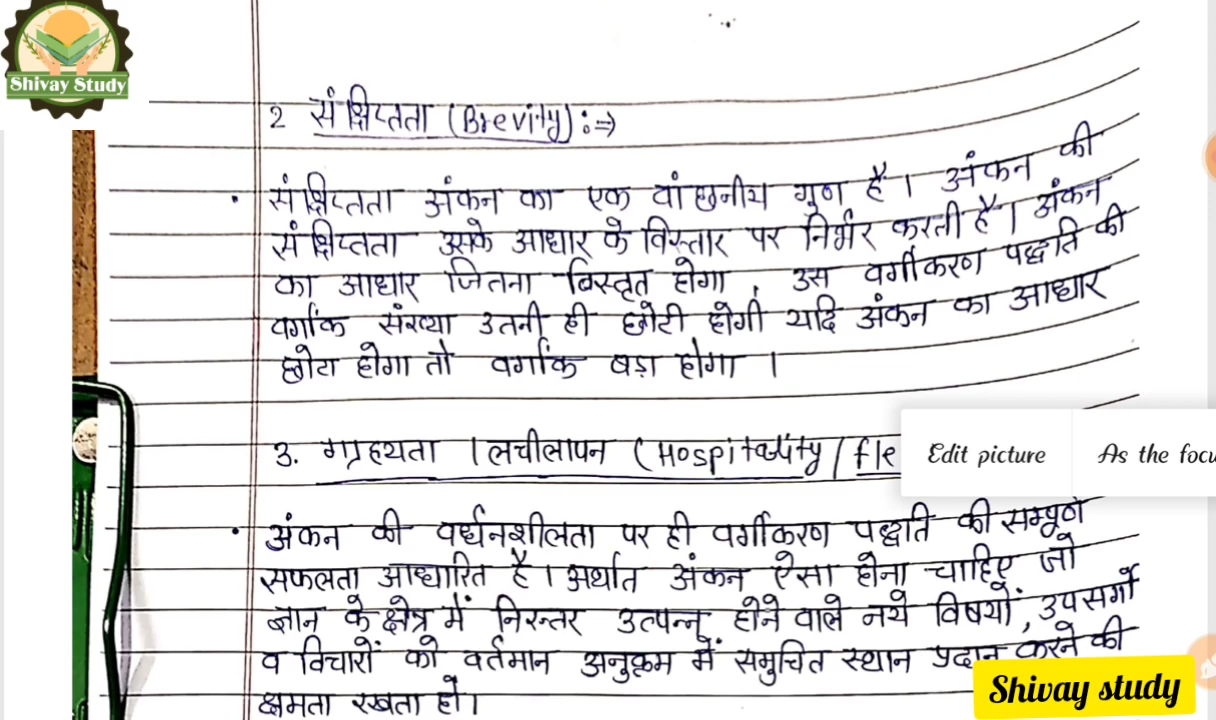 Shivay Study
2 संक्षिप्तता (Brevity) :⇒
• संक्षिप्तता अंकन का एक वांछनीय गुण है । अंकन की
संक्षिप्तता उसके आधार के विस्तार पर निर्भर करती है। अंकन
का आधार जितना विस्तृत होगा , उस वर्गीकरण पद्धति की
वर्गांक संख्या उतनी ही छोटी होगी यदि अंकन का आधार
छोटा होगा तो वर्गांक बड़ा होगा ।
3. ग्राह्यता । लचीलापन ( Hospitality / fle
Edit picture
As the focu
• अंकन की वर्धनशीलता पर ही वर्गीकरण पद्धति की सम्पूर्ण
सफलता आधारित है । अर्थात अंकन ऐसा होना चाहिए जो
ज्ञान के क्षेत्र में निरन्तर उत्पन्न होने वाले नये विषयों, उपसर्गों
व विचारों को वर्तमान अनुक्रम में समुचित स्थान प्रदान करने की
क्षमता रखता हो।
Shivay study